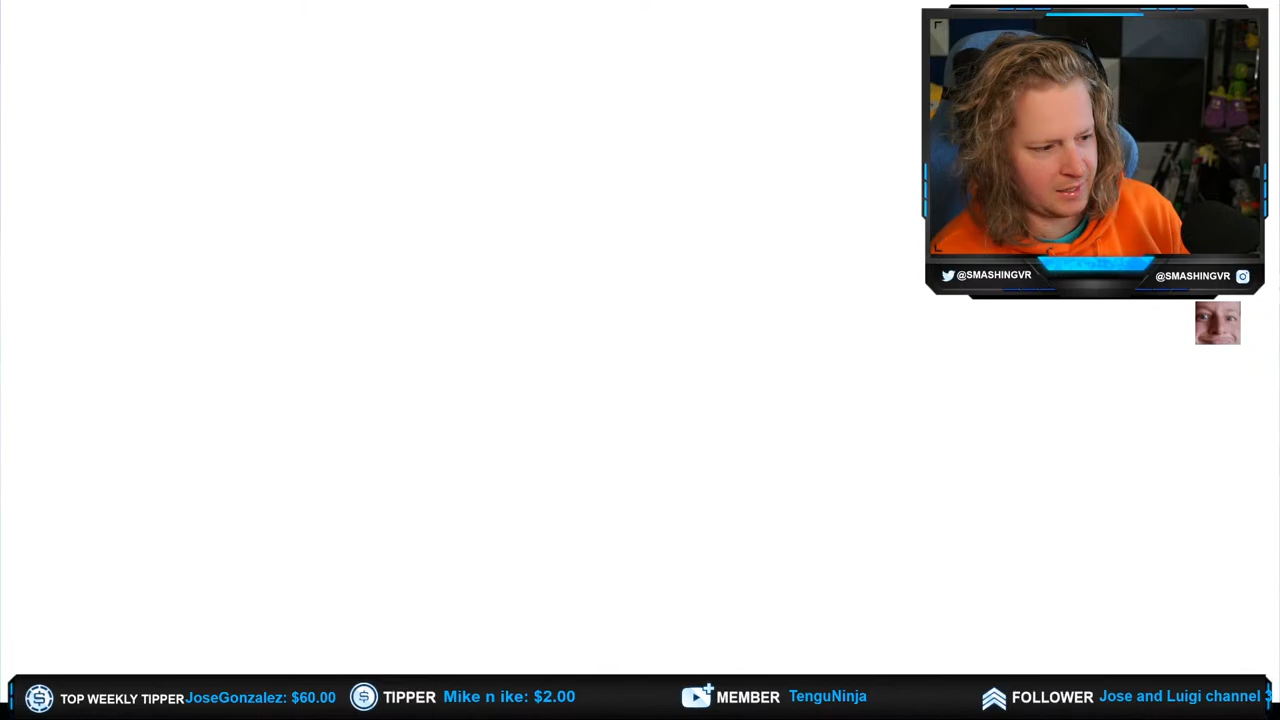 @SMASHINGVR @SMASHINGVR
TOP WEEKLY TIPPER JoseGonzalez: $60.00 TIPPER Mike n ike: $2.00 MEMBER TenguNinja FOLLOWER Jose and Luigi channel 3